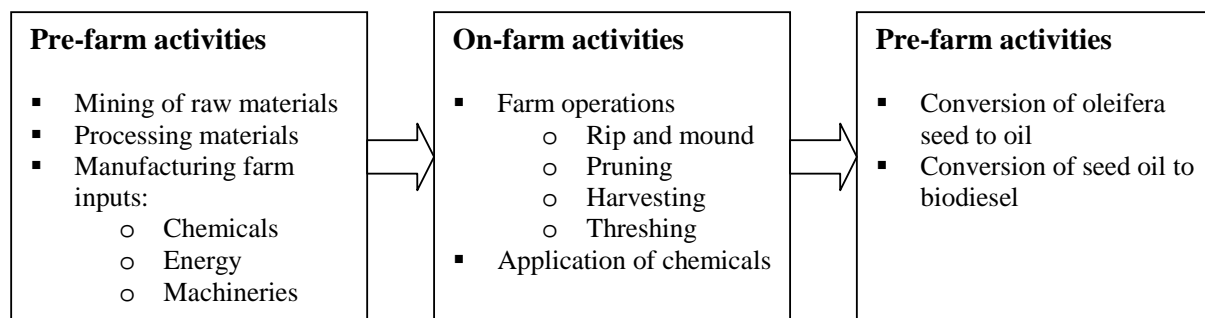 Pre-farm activities
▪ Mining of raw materials
▪ Processing materials
▪ Manufacturing farm
inputs:
o Chemicals
o Energy
o Machineries
On-farm activities
▪ Farm operations
o Rip and mound
o Pruning
o Harvesting
o Threshing
▪ Application of chemicals
Pre-farm activities
▪ Conversion of oleifera
seed to oil
▪ Conversion of seed oil to
biodiesel